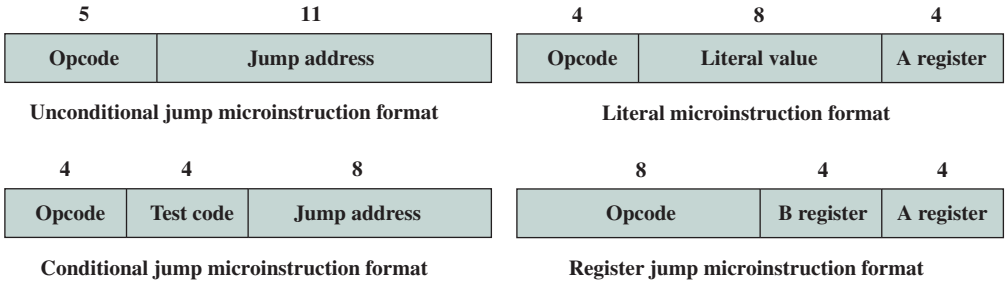 5 11
Opcode Jump address
Unconditional jump microinstruction format
4 8 4
Opcode Literal value A register
Literal microinstruction format
4 4 8
Opcode Test code Jump address
Conditional jump microinstruction format
8 4 4
Opcode B register A register
Register jump microinstruction format